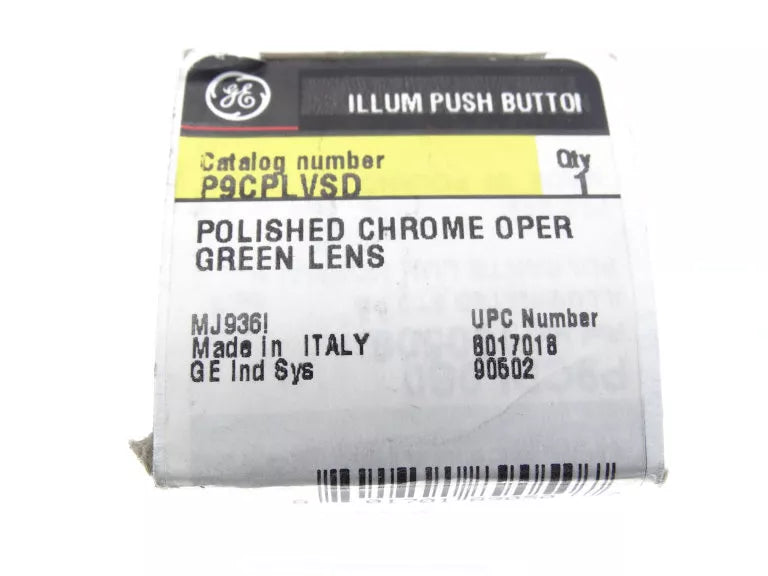 GE
ILLUM PUSH BUTTON
Catalog number Qty
P9CPLVSD 1
POLISHED CHROME OPER
GREEN LENS
MJ936I UPC Number
Made in ITALY 8017018
GE Ind Sys 90502